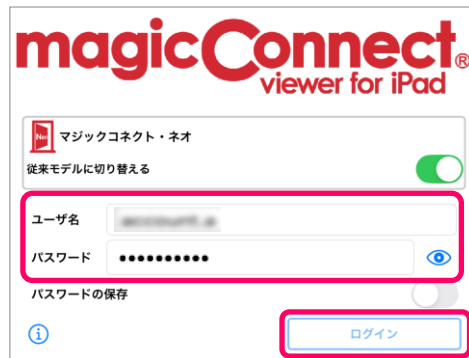 magicConnect®
viewer for iPad
Neo マジックコネクト・ネオ
従来モデルに切り替える
ユーザ名
パスワード ●●●●●●●●●●
パスワードの保存
ログイン